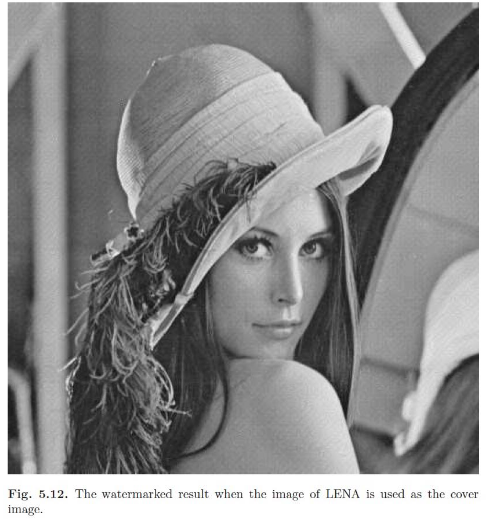 Fig. 5.12. The watermarked result when the image of LENA is used as the cover
image.